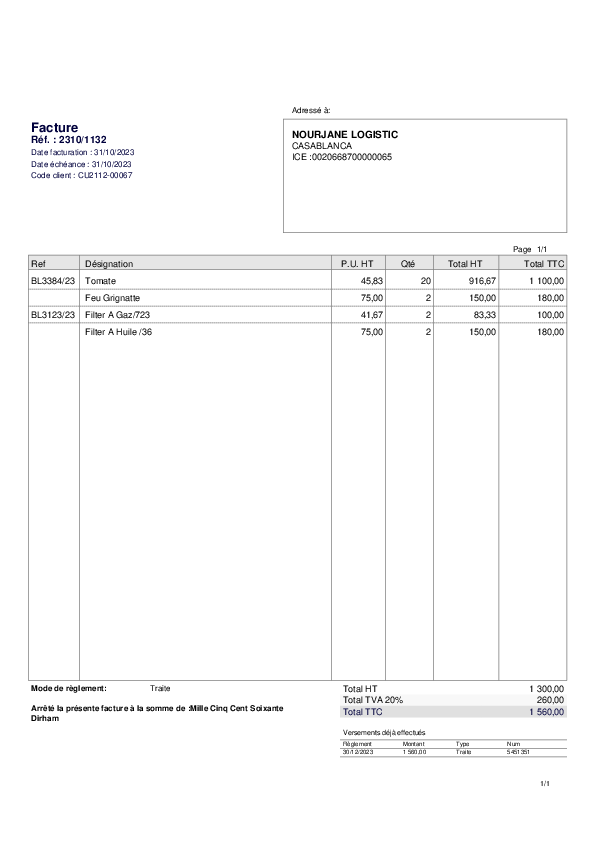 Adressé à:
Facture
Réf. : 2310/1132
Date facturation : 31/10/2023
Date échéance : 31/10/2023
Code client : CU2112-00067
NOURJANE LOGISTIC
CASABLANCA
ICE :0020668700000065
Page 1/1
Ref Désignation P.U. HT Qté Total HT Total TTC
BL3384/23 Tomate 45,83 20 916,67 1 100,00
Feu Grignatte 75,00 2 150,00 180,00
BL3123/23 Filter A Gaz/723 41,67 2 83,33 100,00
Filter A Huile /36 75,00 2 150,00 180,00
Mode de règlement: Traite
Total HT 1 300,00
Total TVA 20% 260,00
Total TTC 1 560,00
Arrêté la présente facture à la somme de :Mille Cinq Cent Soixante
Dirham
Versements déjà effectués
Règlement Montant Type Num
30/12/2023 1 560,00 Traite 5451351
1/1